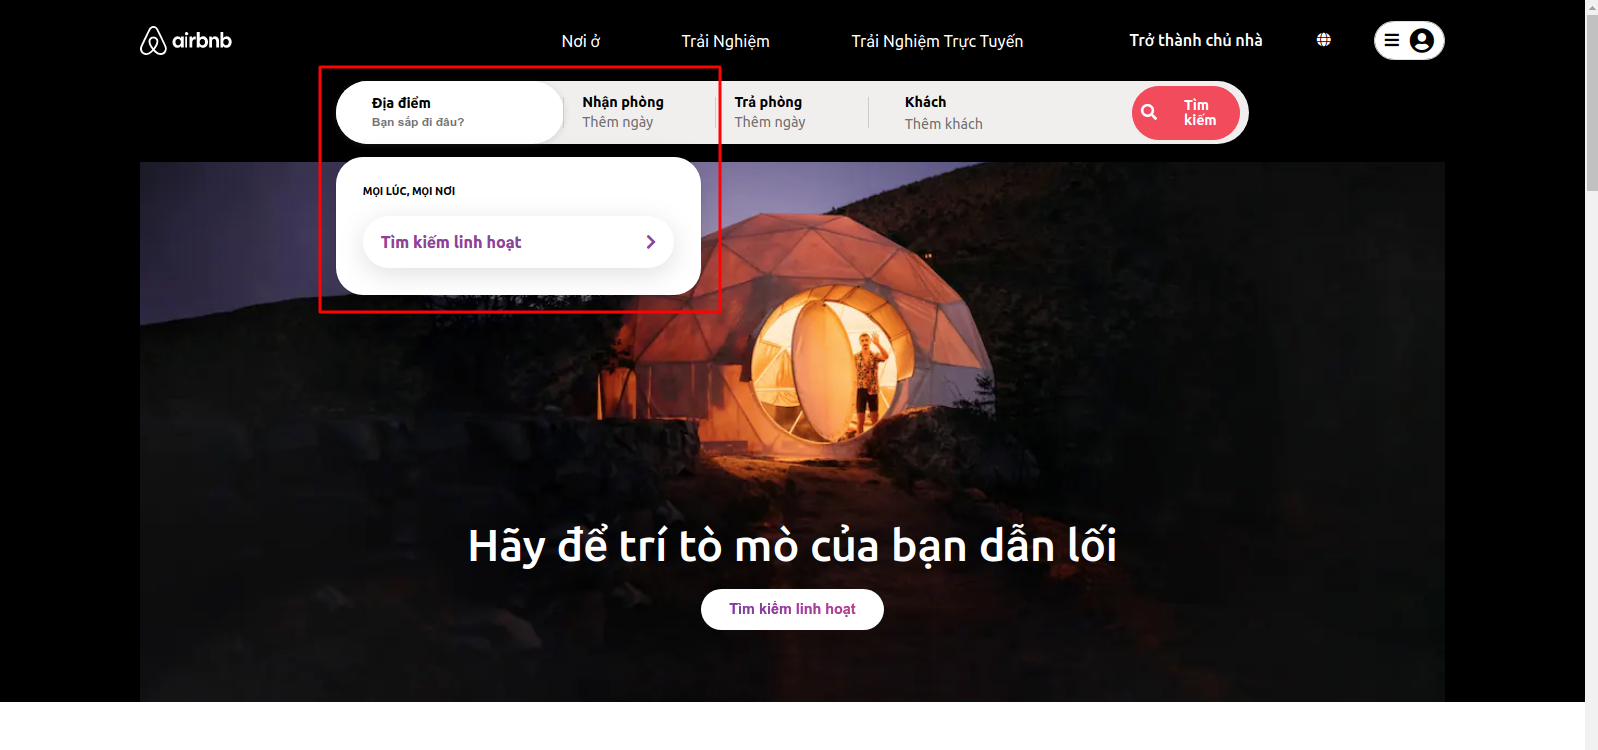 airbnb
Nơi ở
Trải Nghiệm
Trải Nghiệm Trực Tuyến
Trở thành chủ nhà
Địa điểm
Bạn sắp đi đâu?
Nhận phòng
Thêm ngày
Trả phòng
Thêm ngày
Khách
Thêm khách
Tìm
kiếm
MỌI LÚC, MỌI NƠI
Tìm kiếm linh hoạt
Hãy để trí tò mò của bạn dẫn lối
Tìm kiếm linh hoạt